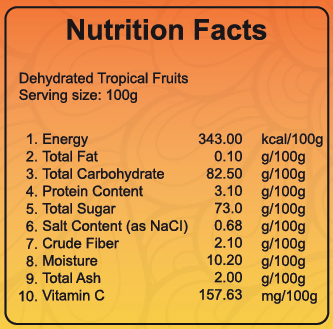 Nutrition Facts
Dehydrated Tropical Fruits
Serving size: 100g
1. Energy 343.00 kcal/100g
2. Total Fat 0.10 g/100g
3. Total Carbohydrate 82.50 g/100g
4. Protein Content 3.10 g/100g
5. Total Sugar 73.0 g/100g
6. Salt Content (as NaCl) 0.68 g/100g
7. Crude Fiber 2.10 g/100g
8. Moisture 10.20 g/100g
9. Total Ash 2.00 g/100g
10. Vitamin C 157.63 mg/100g